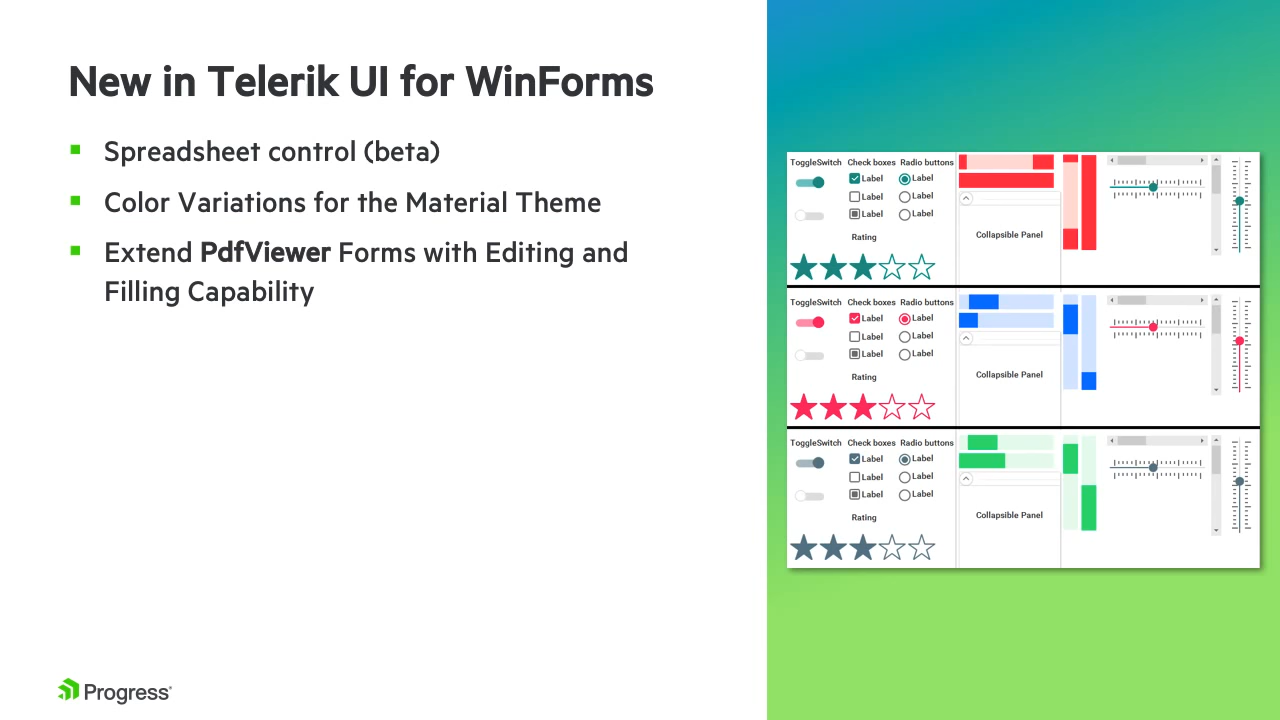 New in Telerik UI for WinForms
Spreadsheet control (beta)
Color Variations for the Material Theme
Extend PdfViewer Forms with Editing and
Filling Capability
ToggleSwitch Check boxes Radio buttons
Label Label
Label Label
Label Label
Rating
Collapsible Panel
ToggleSwitch Check boxes Radio buttons
Label Label
Label Label
Label Label
Rating
Collapsible Panel
ToggleSwitch Check boxes Radio buttons
Label Label
Label Label
Label Label
Rating
Collapsible Panel
Progress